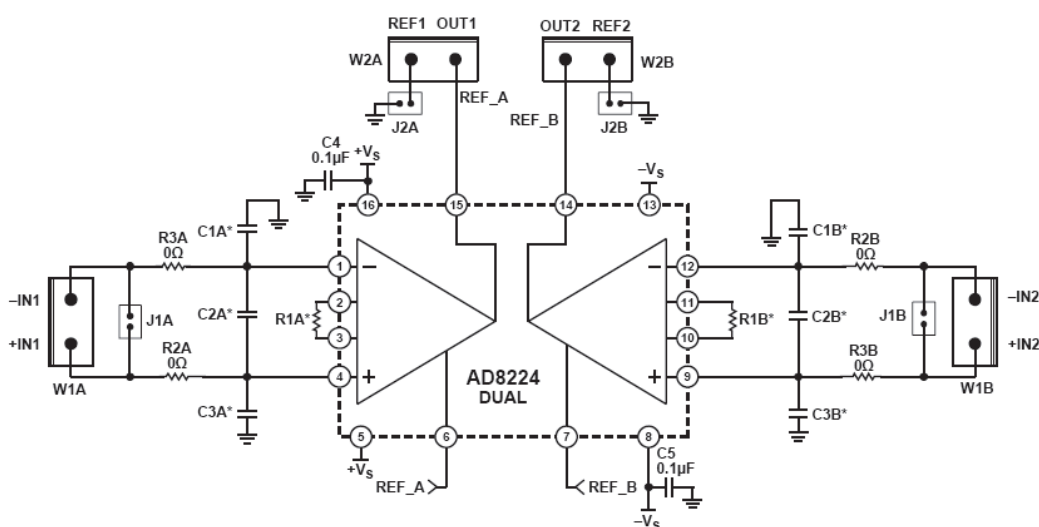 REF1 OUT1
OUT2 REF2
W2A
W2B
REF_A
REF_B
J2A
J2B
C4
0.1µF
+VS
–VS
16
15
14
13
C1A*
C1B*
R3A
0Ω
R2B
0Ω
1
–
–
12
–IN1
J1A
C2A*
R1A*
2
3
11
10
R1B*
C2B*
J1B
–IN2
+IN1
+IN2
R2A
0Ω
R3B
0Ω
4
+
+
9
W1A
W1B
AD8224
DUAL
C3A*
C3B*
5
6
7
8
+VS
C5
0.1µF
REF_A
REF_B
–VS